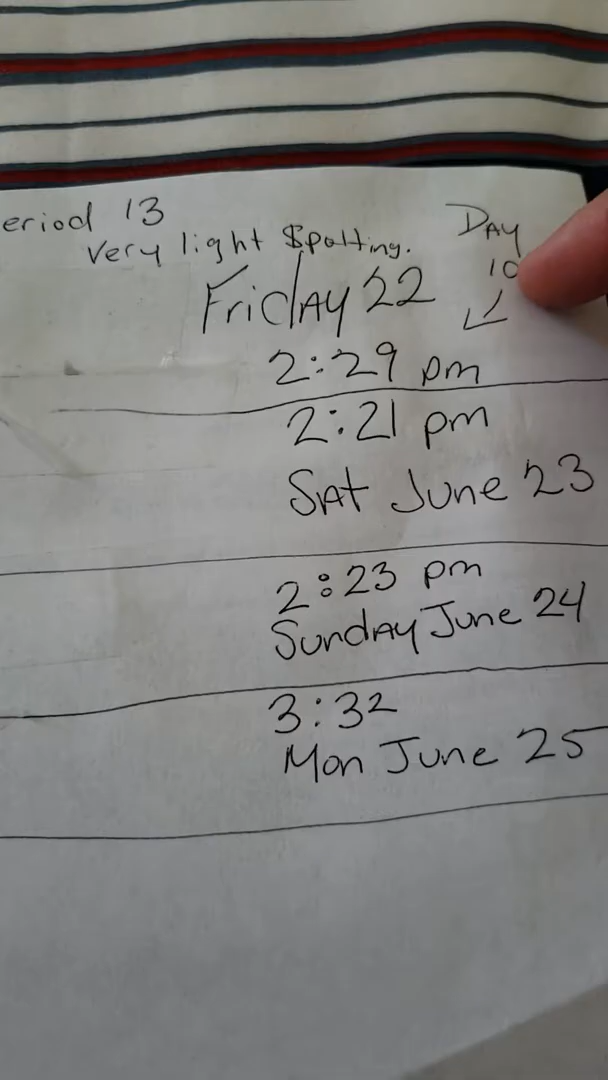 eriod 13
Very light Spotting.
Day
10
Friday 22
2:29 pm
2:21 pm
Sat June 23
2:23 pm
Sunday June 24
3:32
Mon June 25